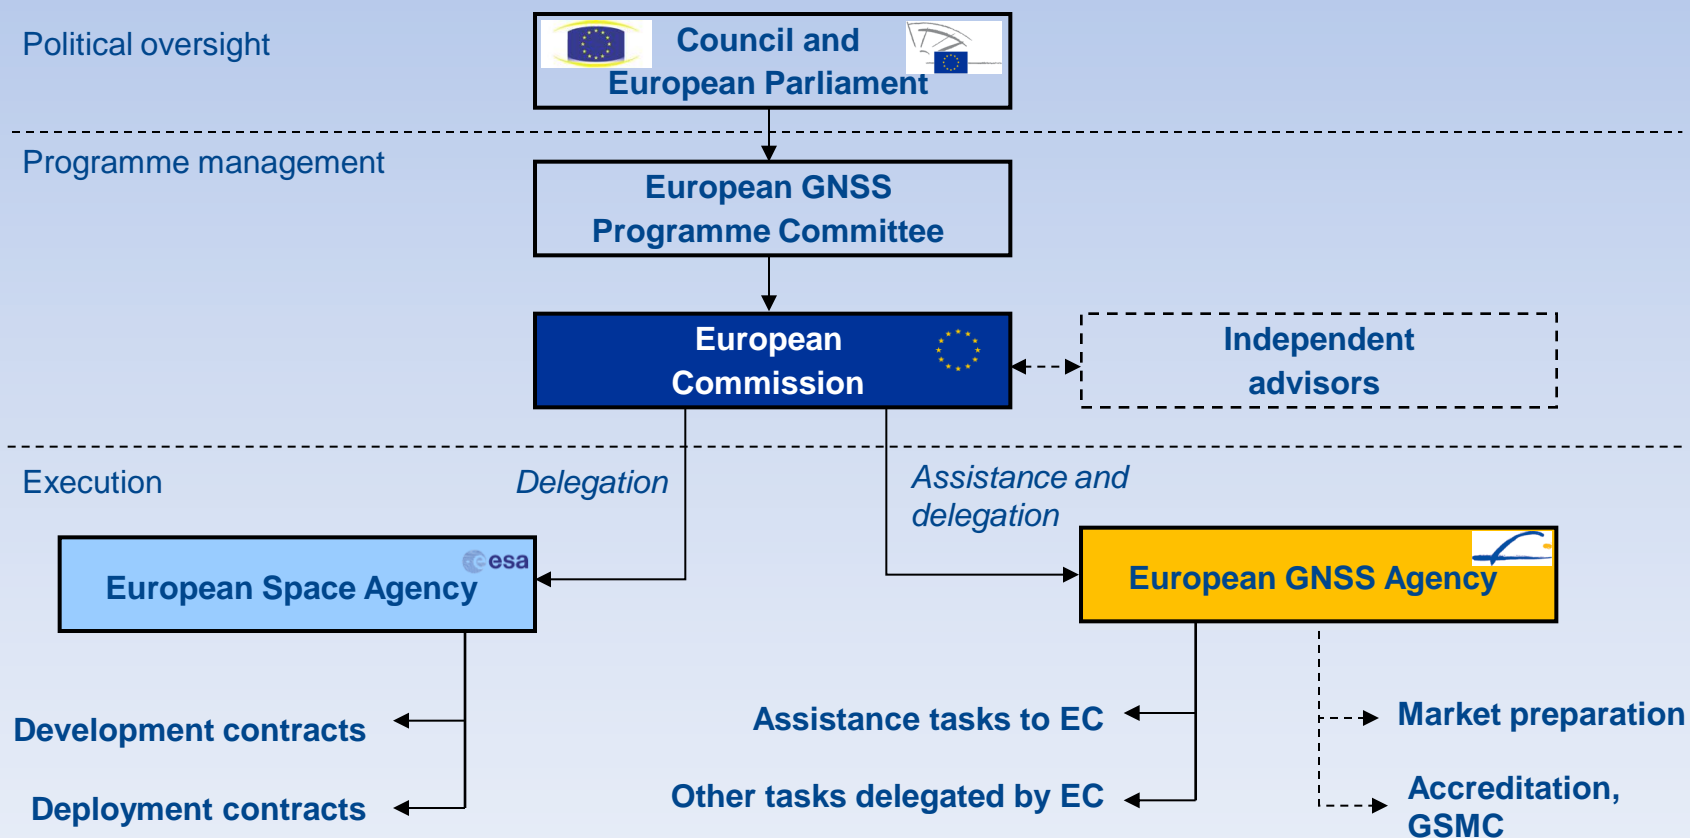 Political oversight
Council and
European Parliament
Programme management
European GNSS
Programme Committee
European
Commission
Independent
advisors
Execution
Delegation
Assistance and
delegation
esa
European Space Agency
European GNSS Agency
Development contracts
Deployment contracts
Assistance tasks to EC
Other tasks delegated by EC
Market preparation
Accreditation,
GSMC